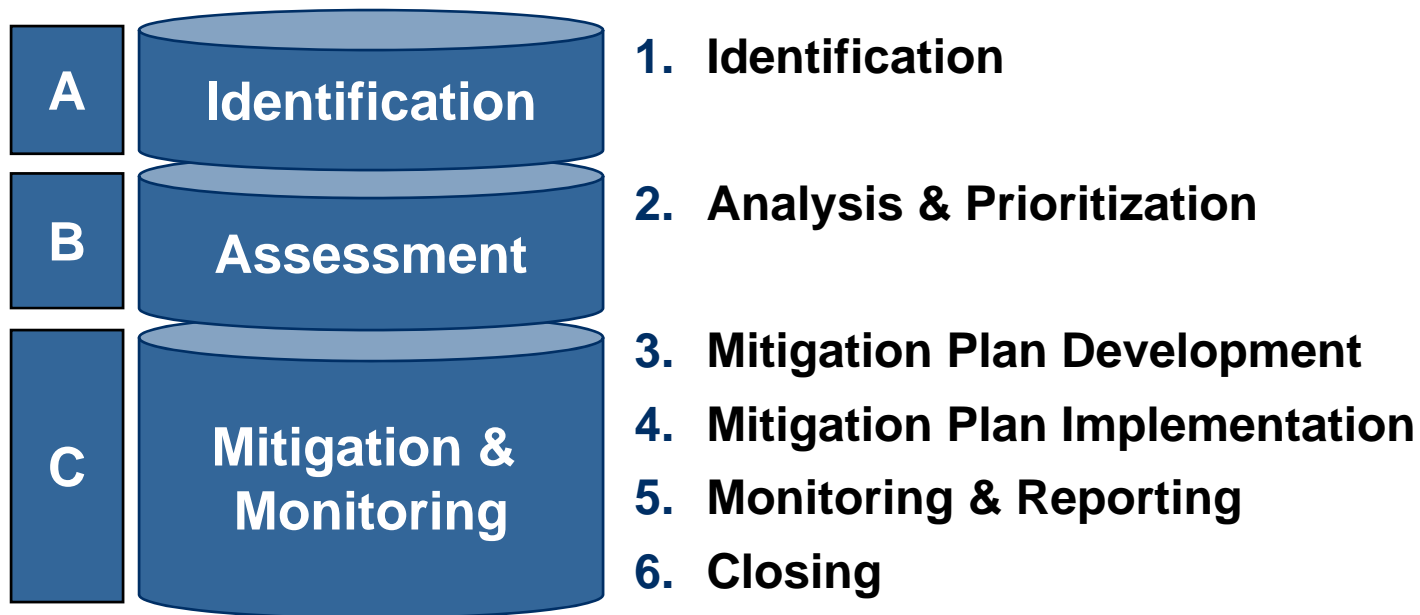 A
Identification
1. Identification
B
Assessment
2. Analysis & Prioritization
C
Mitigation &
Monitoring
3. Mitigation Plan Development
4. Mitigation Plan Implementation
5. Monitoring & Reporting
6. Closing